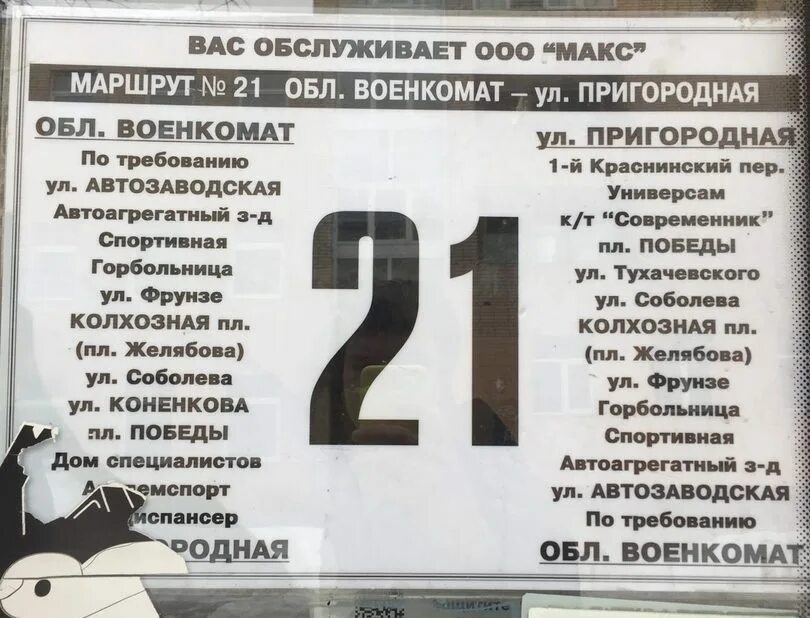 ВАС ОБСЛУЖИВАЕТ ООО “МАКС”
МАРШРУТ № 21 ОБЛ. ВОЕНКОМАТ – ул. ПРИГОРОДНАЯ
ОБЛ. ВОЕНКОМАТ
По требованию
ул. АВТОЗАВОДСКАЯ
Автоагрегатный з-д
Спортивная
Горбольница
ул. Фрунзе
КОЛХОЗНАЯ пл.
(пл. Желябова)
ул. Соболева
ул. КОНЕНКОВА
пл. ПОБЕДЫ
Дом специалистов
21
ул. ПРИГОРОДНАЯ
1-й Краснинский пер.
Универсам
к/т “Современник”
пл. ПОБЕДЫ
ул. Тухачевского
ул. Соболева
КОЛХОЗНАЯ пл.
(пл. Желябова)
ул. Фрунзе
Горбольница
Спортивная
Автоагрегатный з-д
ул. АВТОЗАВОДСКАЯ
По требованию
ОБЛ. ВОЕНКОМАТ